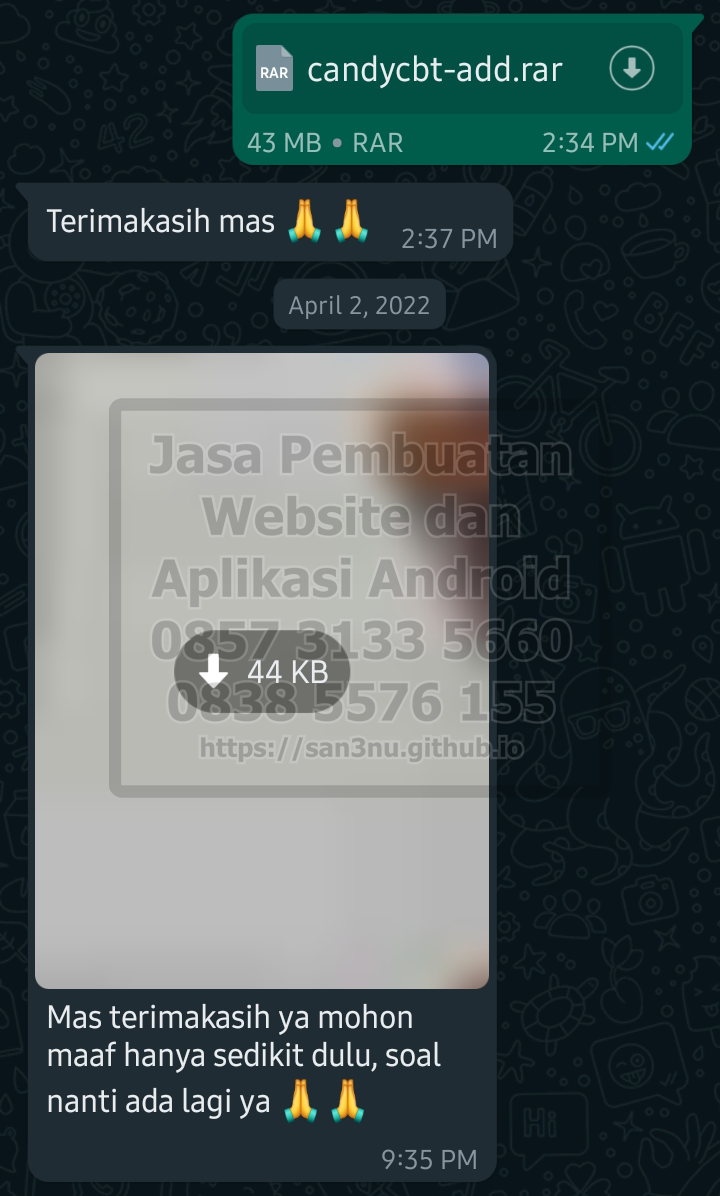 RAR
candycbt-add.rar
43 MB • RAR
2:34 PM
Terimakasih mas 🙏 🙏
2:37 PM
April 2, 2022
Jasa Pembuatan
Website dan
Aplikasi Android
0857 3133 5660
44 KB
0838 5576 155
https://san3nu.github.io
Mas terimakasih ya mohon
maaf hanya sedikit dulu, soal
nanti ada lagi ya 🙏 🙏
9:35 PM